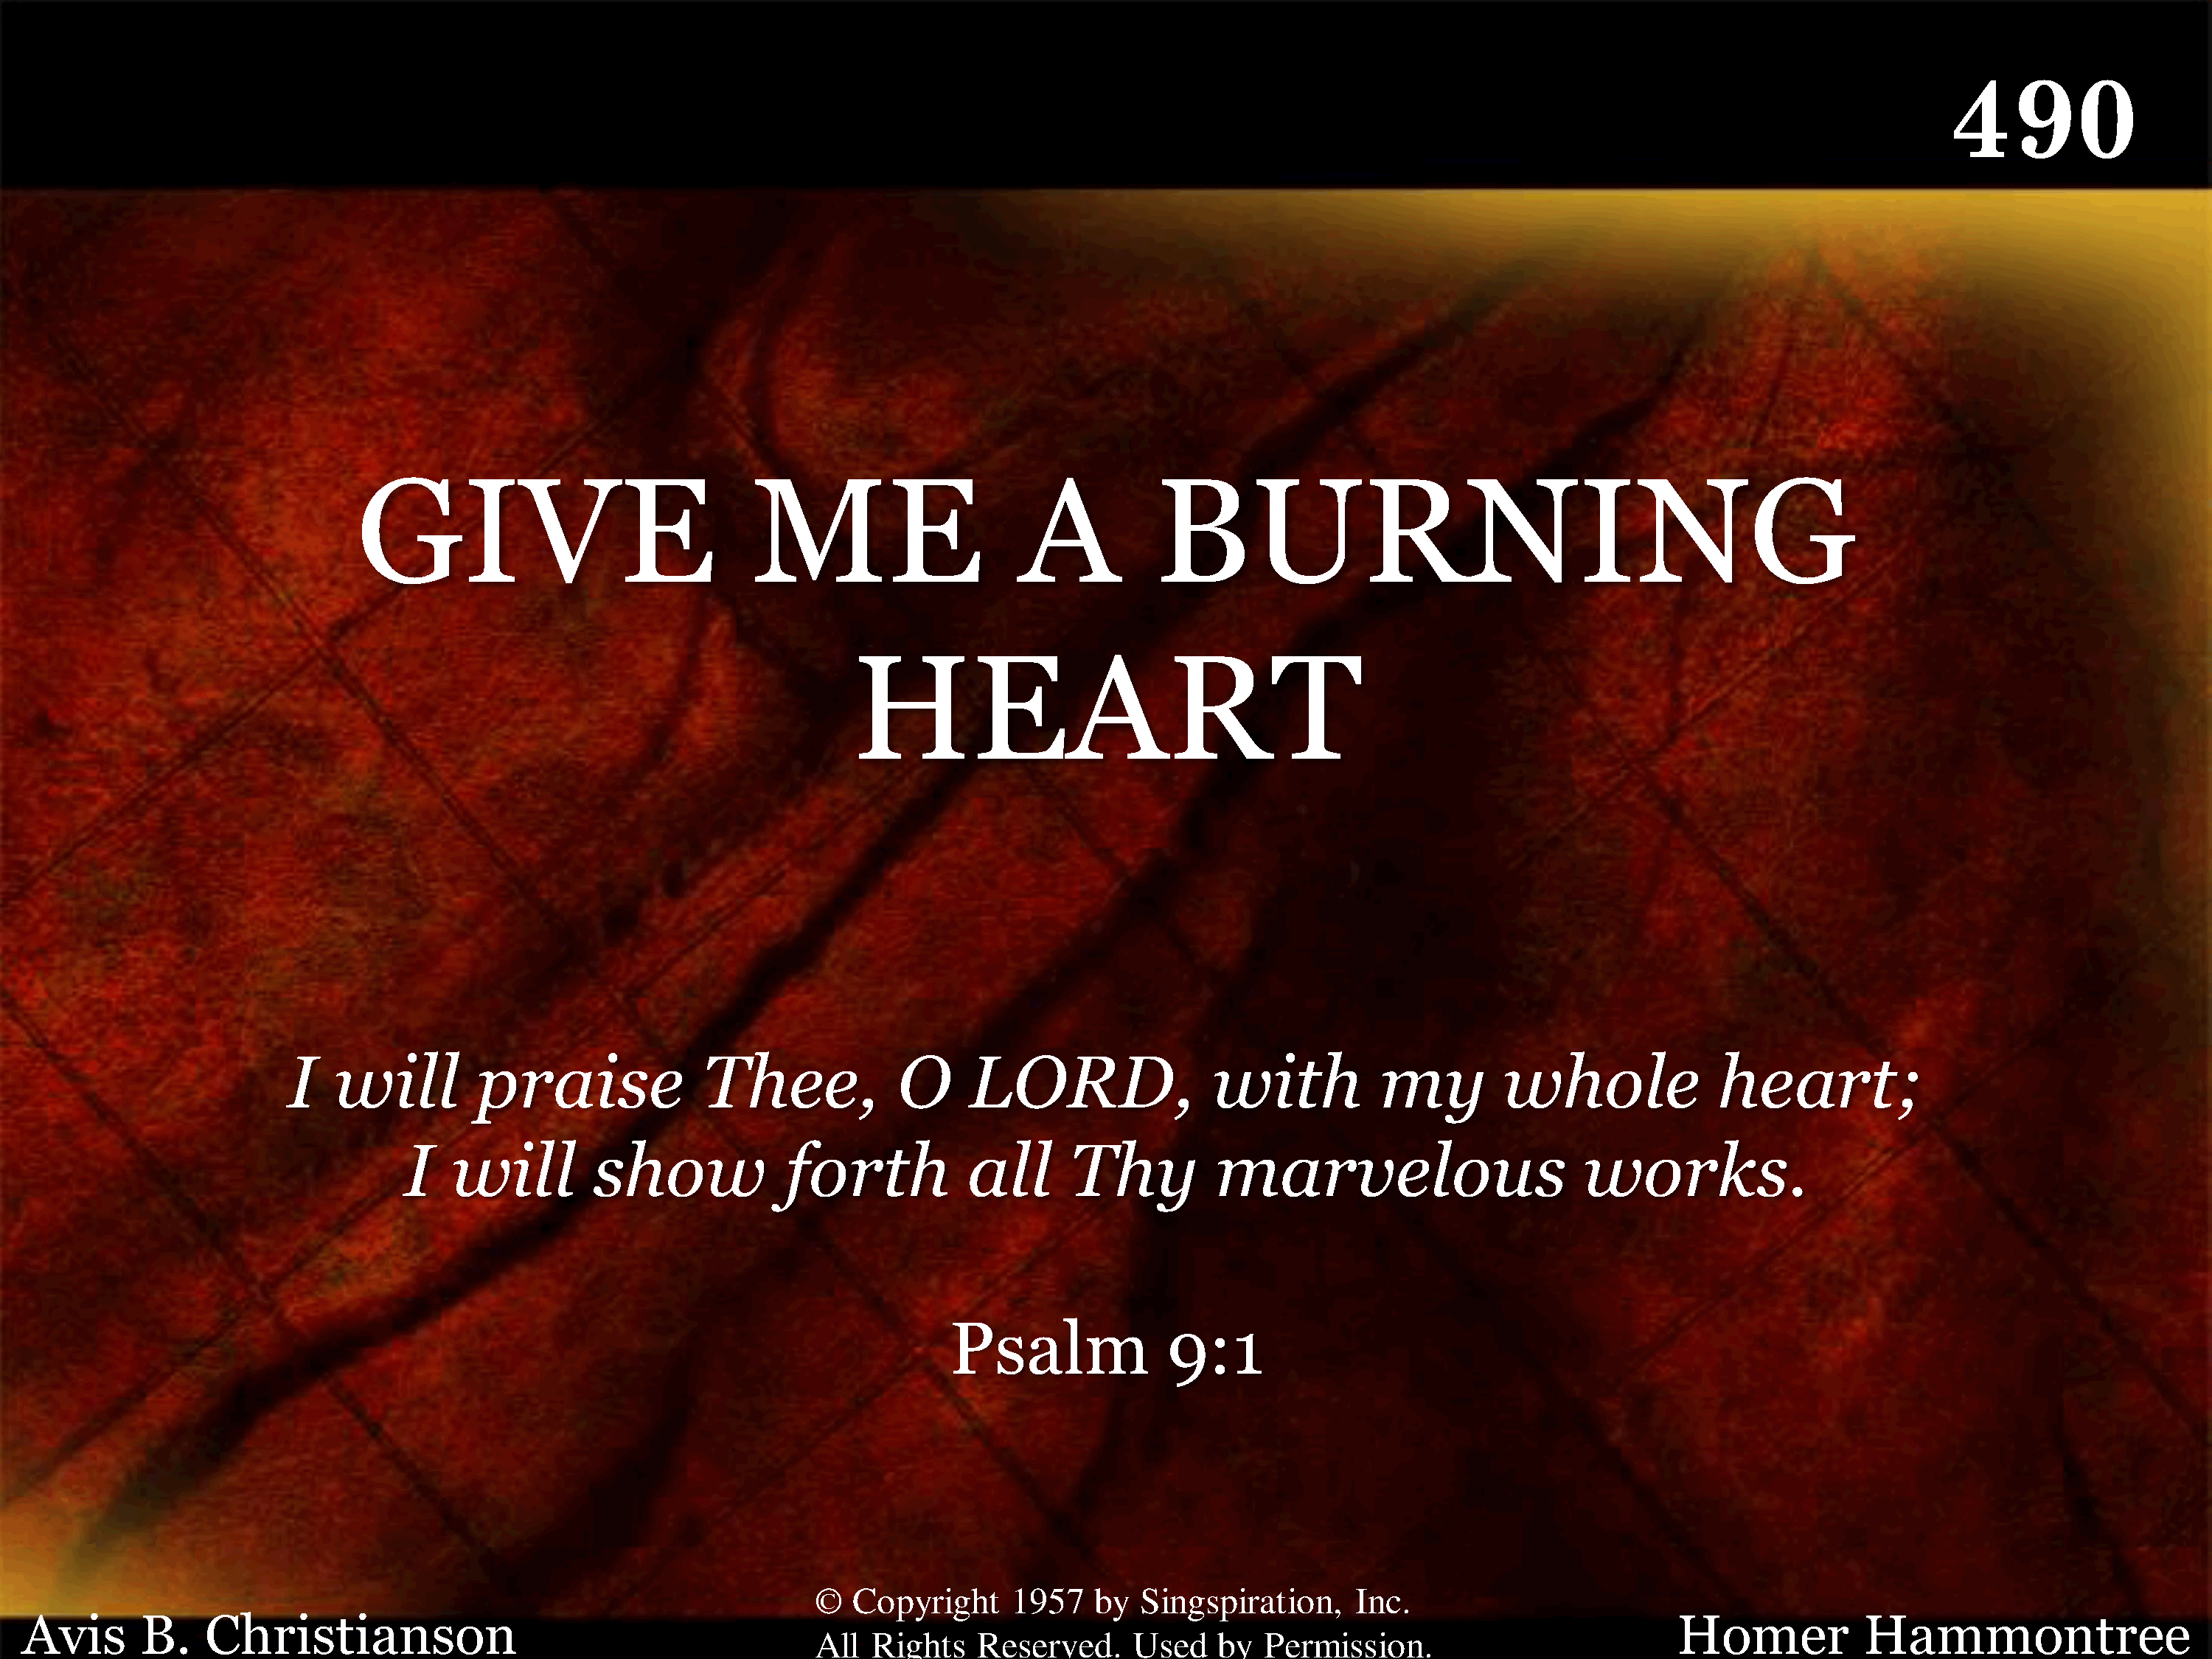 490
GIVE ME A BURNING
HEART
I will praise Thee, O LORD, with my whole heart;
I will show forth all Thy marvelous works.
Psalm 9:1
Avis B. Christianson
© Copyright 1957 by Singspiration, Inc.
All Rights Reserved. Used by Permission.
Homer Hammontree